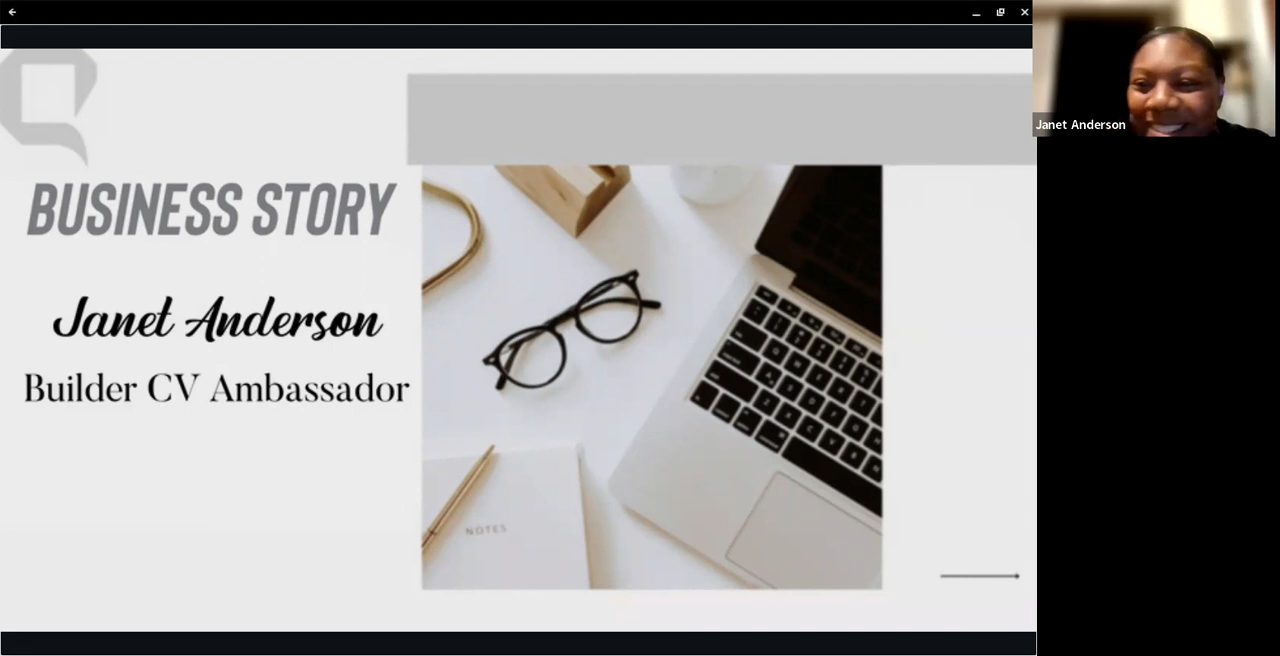 BUSINESS STORY
Janet Anderson
Builder CV Ambassador
NOTES
Janet Anderson